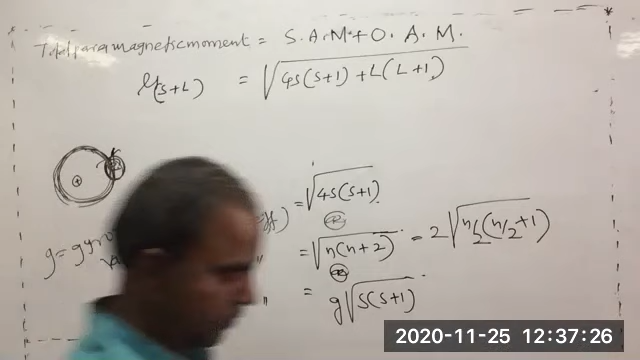 Total paramagnetic moment = S.A.M + O.A.M.
μ(S+L) = √4S(S+1)+L(L+1)
= √4S(S+1)
= √n(n+2) = 2√n/2(n/2+1)
g = gyro
" = g√S(S+1)
2020-11-25 12:37:26